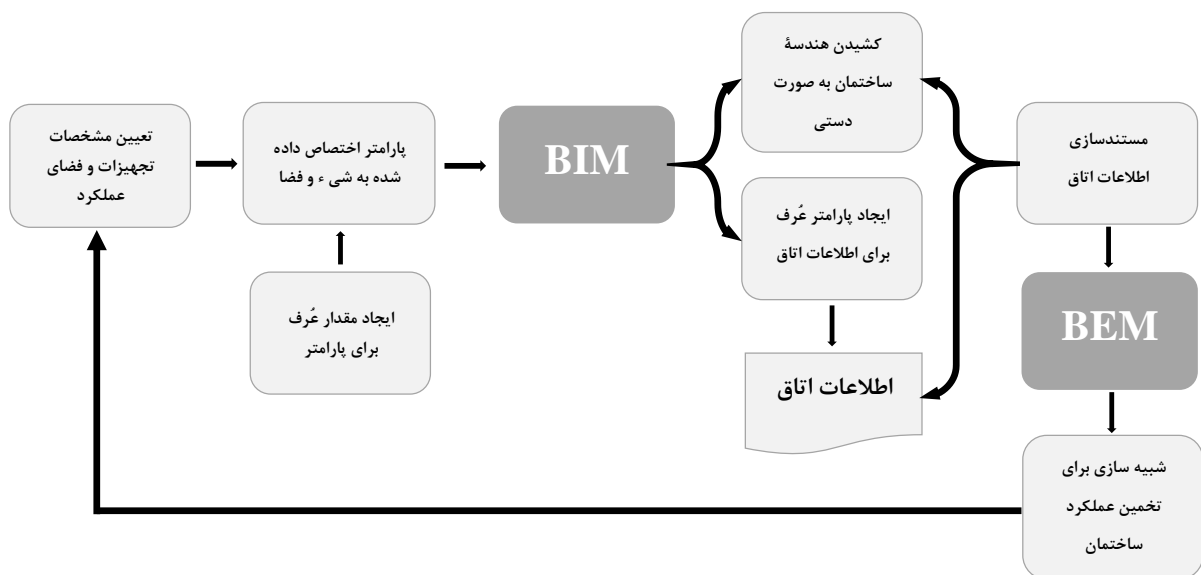 تعیین مشخصات
تجهیزات و فضای
عملکرد
پارامتر اختصاص داده
شده به شی ء و فضا
ایجاد مقدار عُرف
برای پارامتر
BIM
کشیدن هندسۀ
ساختمان به صورت
دستی
ایجاد پارامتر عُرف
برای اطلاعات اتاق
اطلاعات اتاق
مستندسازی
اطلاعات اتاق
BEM
شبیه سازی برای
تخمین عملکرد
ساختمان